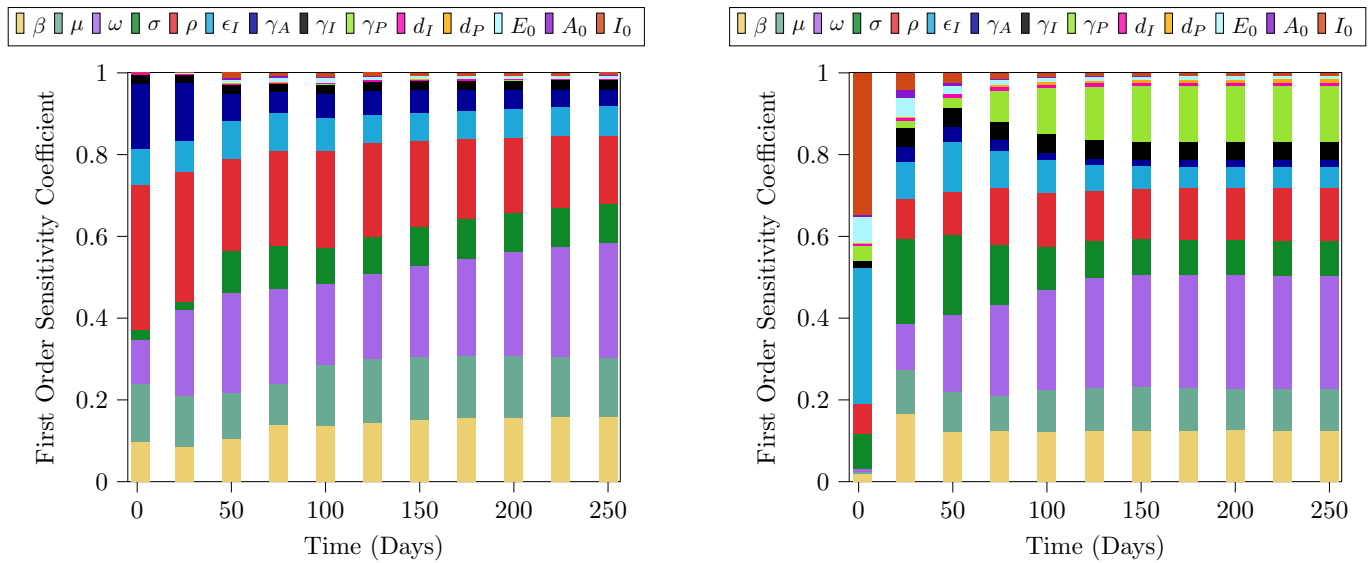 β μ ω σ ρ ϵ_I γ_A γ_I γ_P d_I d_P E_0 A_0 I_0
First Order Sensitivity Coefficient
1
0.8
0.6
0.4
0.2
0
0 50 100 150 200 250
Time (Days)
β μ ω σ ρ ϵ_I γ_A γ_I γ_P d_I d_P E_0 A_0 I_0
First Order Sensitivity Coefficient
1
0.8
0.6
0.4
0.2
0
0 50 100 150 200 250
Time (Days)